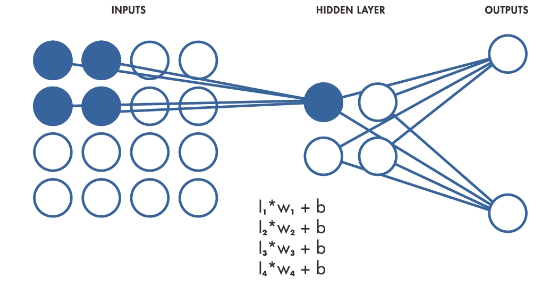 INPUTS
HIDDEN LAYER
OUTPUTS
I₁*w₁ + b
I₂*w₂ + b
I₃*w₃ + b
I₄*w₄ + b